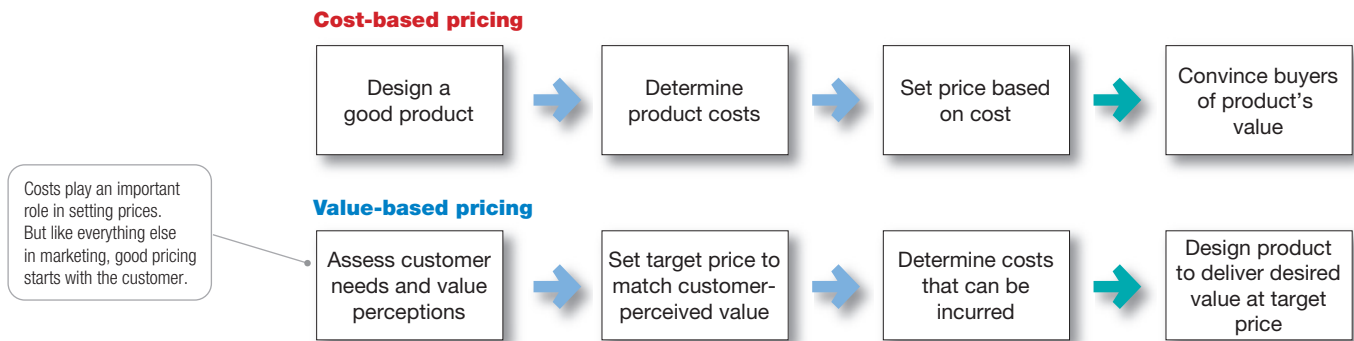 Cost-based pricing
Design a
good product
Determine
product costs
Set price based
on cost
Convince buyers
of product's
value
Costs play an important
role in setting prices.
But like everything else
in marketing, good pricing
starts with the customer.
Value-based pricing
Assess customer
needs and value
perceptions
Set target price to
match customer-
perceived value
Determine costs
that can be
incurred
Design product
to deliver desired
value at target
price